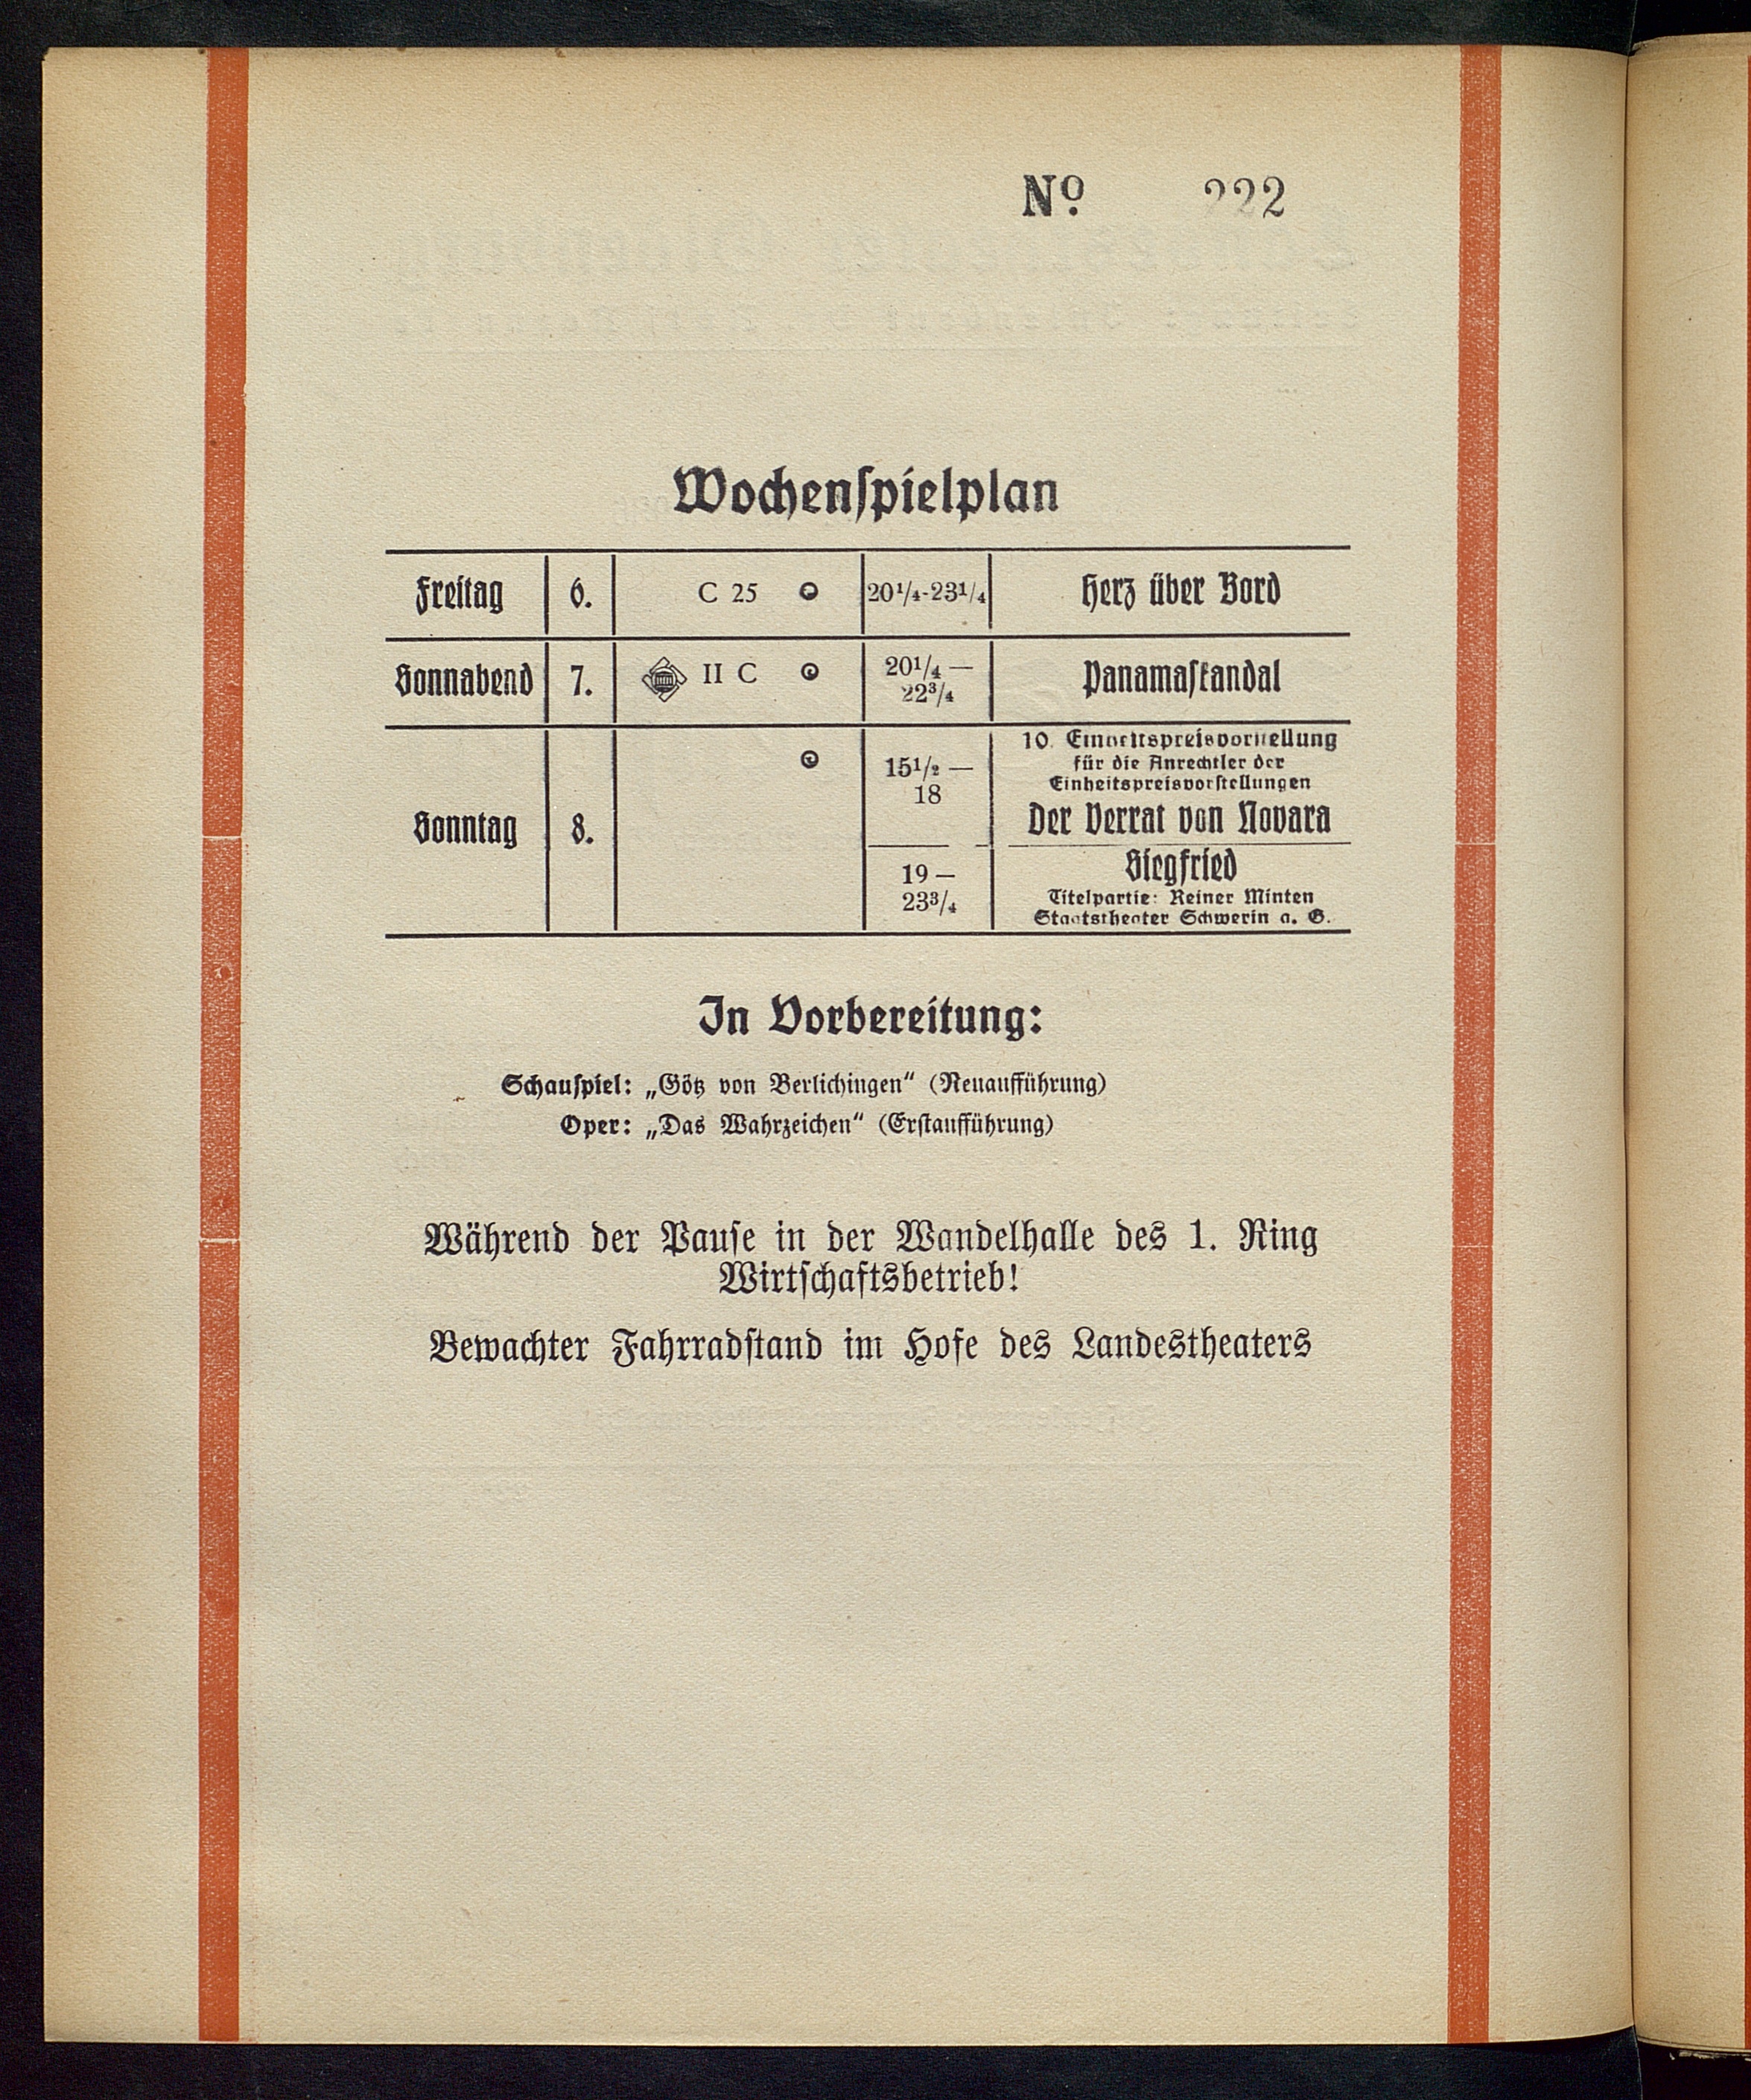 Nº 222
Wochenspielplan
Freitag 6. C 25 20¹/₄-23¹/₄ Herz über Bord
Sonnabend 7. II C 20¹/₄ — 22³/₄ Panamaskandal
Sonntag 8. 15¹/₂ — 18 10. Einheitspreisvorstellung
für die Anrechtler der
Einheitspreisvorstellungen
Der Verrat von Novara
19 — 23³/₄ Siegfried
Titelpartie: Reiner Minten
Staatstheater Schwerin a. G.
In Vorbereitung:
Schauspiel: „Götz von Berlichingen“ (Neuaufführung)
Oper: „Das Wahrzeichen“ (Erstaufführung)
Während der Pause in der Wandelhalle des 1. Ring
Wirtschaftsbetrieb!
Bewachter Fahrradstand im Hofe des Landestheaters